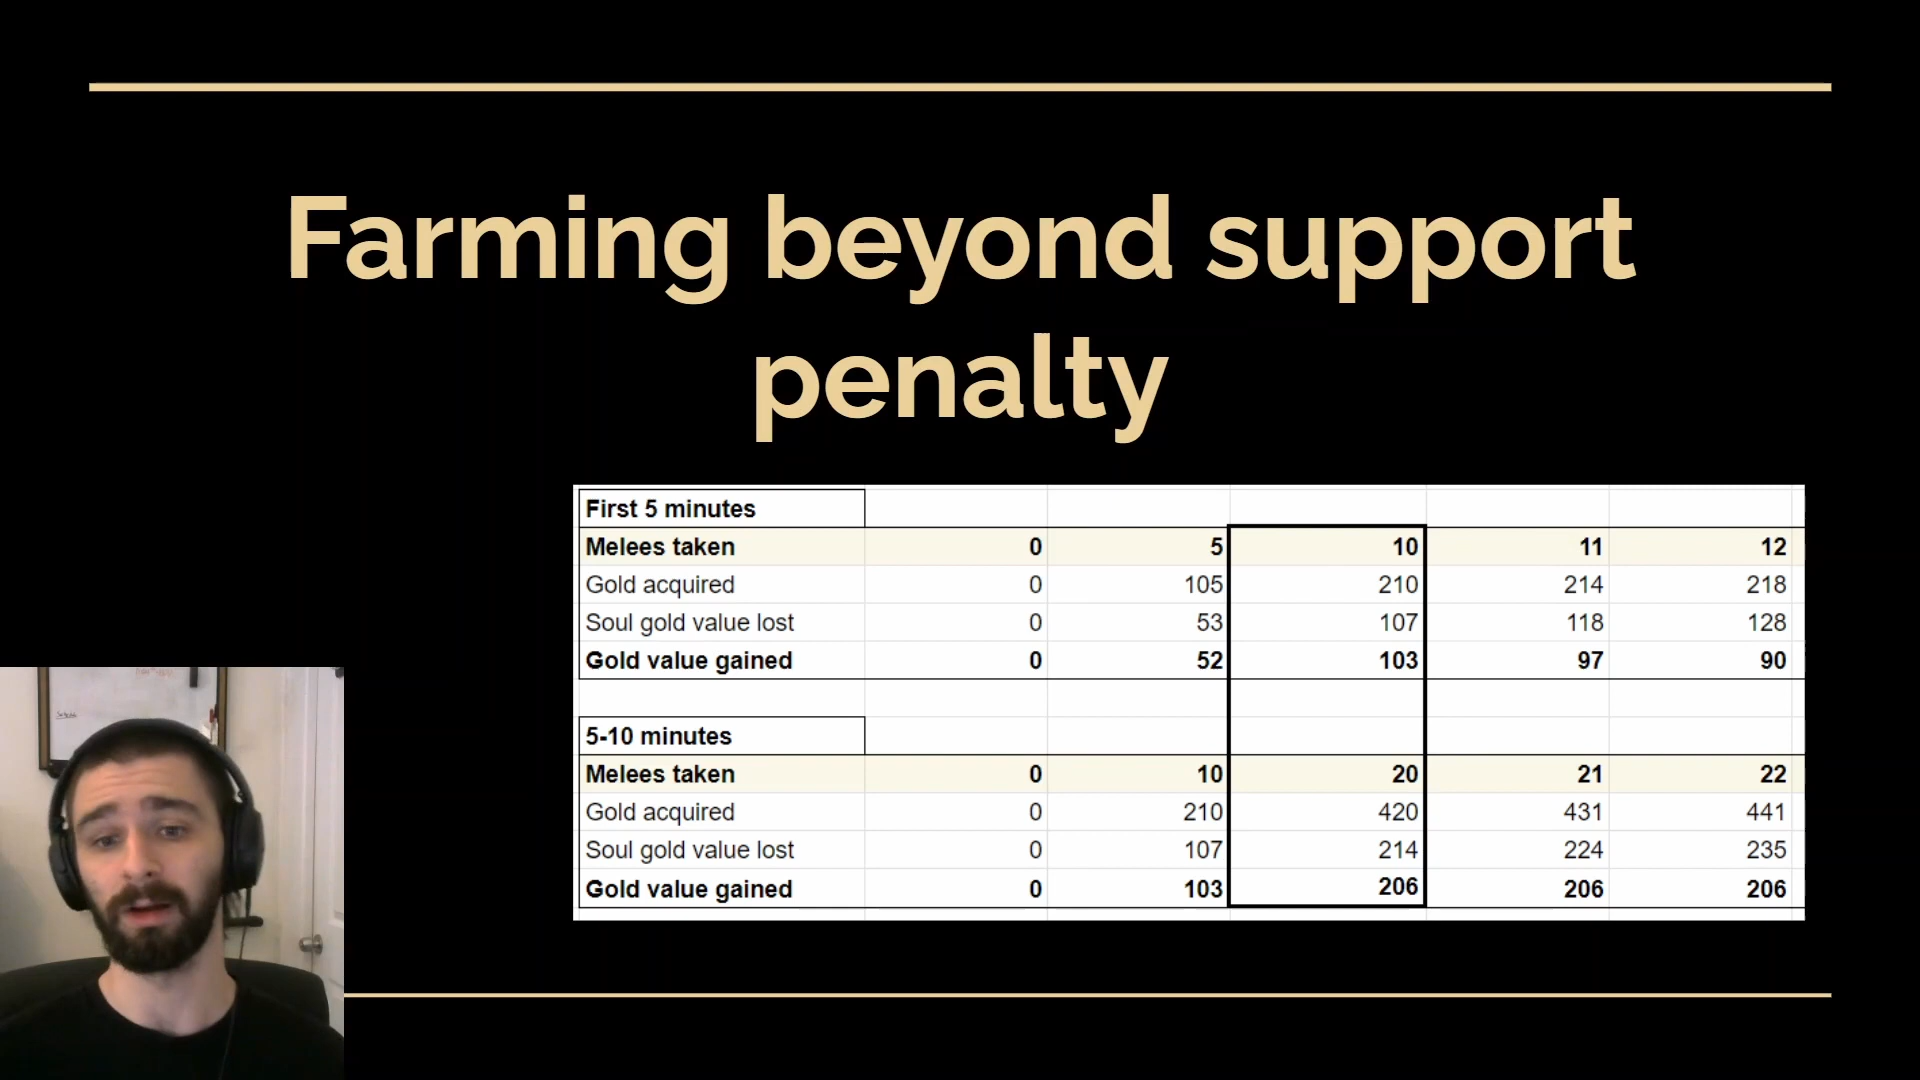 Farming beyond support
penalty
First 5 minutes
Melees taken 0 5 10 11 12
Gold acquired 0 105 210 214 218
Soul gold value lost 0 53 107 118 128
Gold value gained 0 52 103 97 90
5-10 minutes
Melees taken 0 10 20 21 22
Gold acquired 0 210 420 431 441
Soul gold value lost 0 107 214 224 235
Gold value gained 0 103 206 206 206